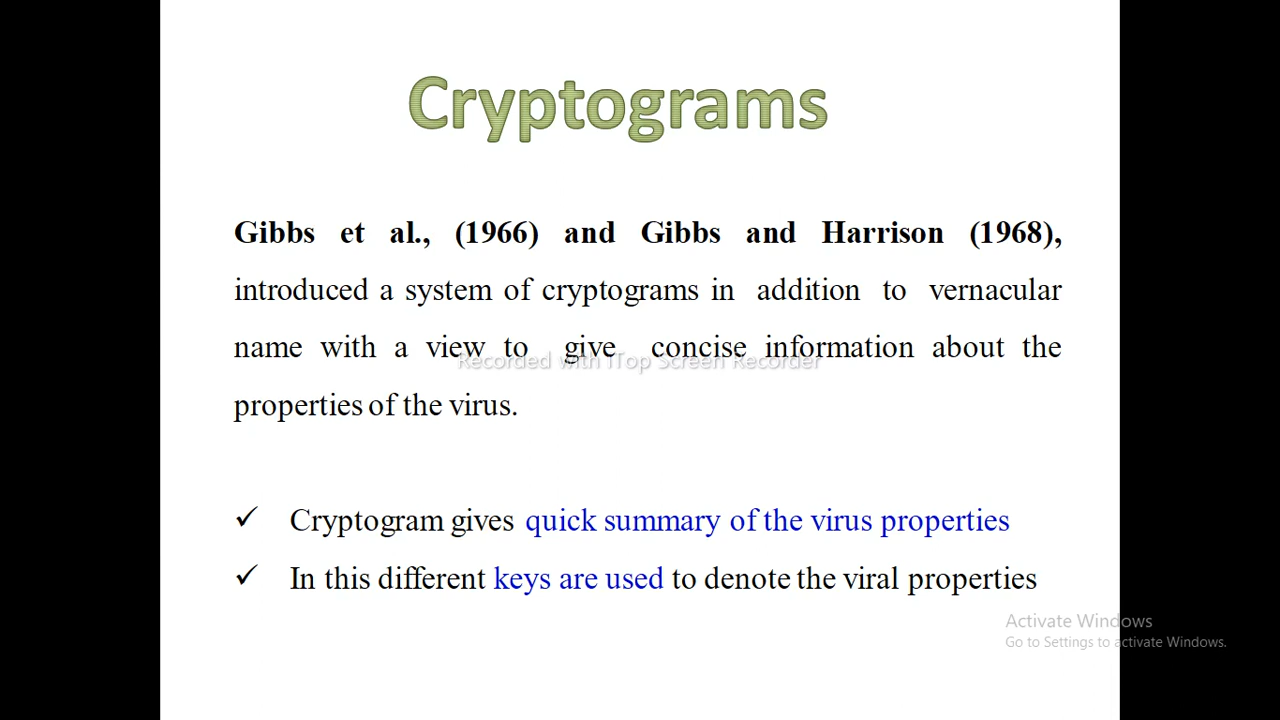 Cryptograms
Gibbs et al., (1966) and Gibbs and Harrison (1968),
introduced a system of cryptograms in addition to vernacular
name with a view to give concise information about the
Recorded with iTop Screen Recorder
properties of the virus.
✓ Cryptogram gives quick summary of the virus properties
✓ In this different keys are used to denote the viral properties
Activate Windows
Go to Settings to activate Windows.